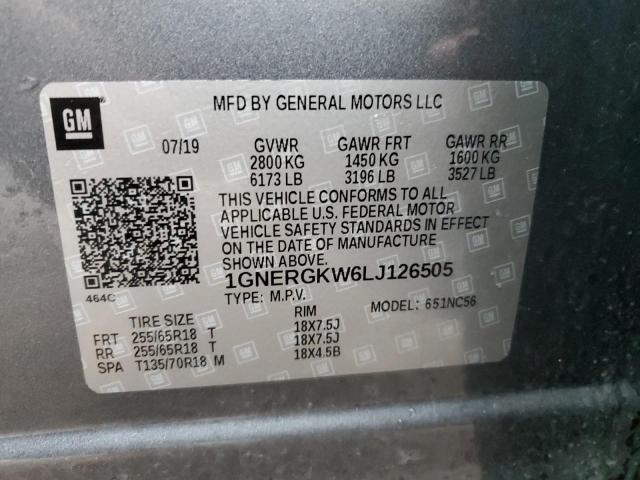 GM
MFD BY GENERAL MOTORS LLC
07/19 GVWR GAWR FRT GAWR RR
2800 KG 1450 KG 1600 KG
6173 LB 3196 LB 3527 LB
THIS VEHICLE CONFORMS TO ALL
APPLICABLE U.S. FEDERAL MOTOR
VEHICLE SAFETY STANDARDS IN EFFECT
ON THE DATE OF MANUFACTURE
SHOWN ABOVE.
464C 1GNERGKW6LJ126505
TYPE: M.P.V. MODEL: 651NC56
TIRE SIZE RIM
FRT 255/65R18 T 18X7.5J
RR 255/65R18 T 18X7.5J
SPA T135/70R18 M 18X4.5B